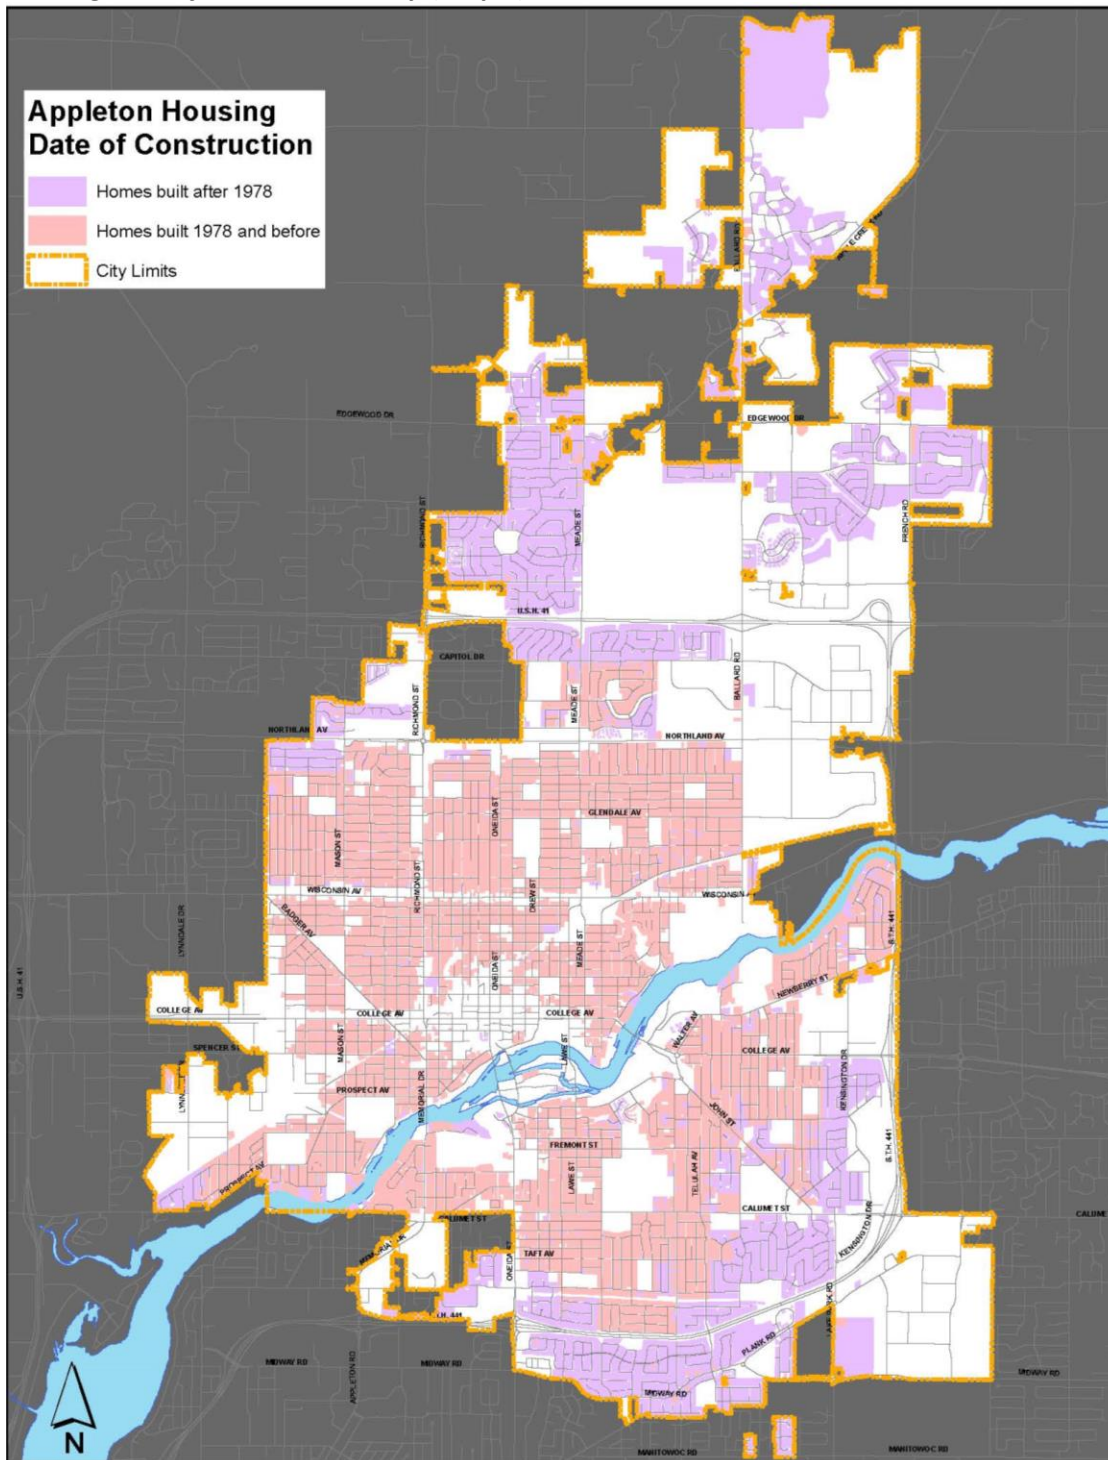 Appleton Housing
Date of Construction
Homes built after 1978
Homes built 1978 and before
City Limits
BALLARD RD
EDGEWOOD DR
EDGEWOOD DR
RICHMOND ST
MEADE ST
FRENCH RD
U.S.H. 41
CAPITOL DR
RICHMOND ST
MEADE ST
BALLARD RD
NORTHLAND AV
NORTHLAND AV
ONEIDA ST
GLENDALE AV
MASON ST
RICHMOND ST
WISCONSIN AV
DREW ST
WISCONSIN
BADGER AV
LYNNDALE DR
U.S.H. 41
ONEIDA ST
MEADE ST
S.T.H. 441
NEWBERRY ST
COLLEGE AV
COLLEGE AV
COLLEGE AV
WALTER AV
COLLEGE AV
SPENCER ST
MASON ST
LAWE ST
KENSINGTON DR
PROSPECT AV
MEMORIAL DR
JOHN ST
FREMONT ST
S.T.H. 441
PROSPECT AV
LAWE ST
TELULAH AV
CALUMET ST
CALUMET ST
CALUME
KENSINGTON DR
ONEIDA ST
TAFT AV
PLANK RD
MIDWAY RD
MIDWAY RD
MIDWAY RD
APPLETON RD
MIDWAY RD
MANITOWOC RD
MANITOWOC RD
N